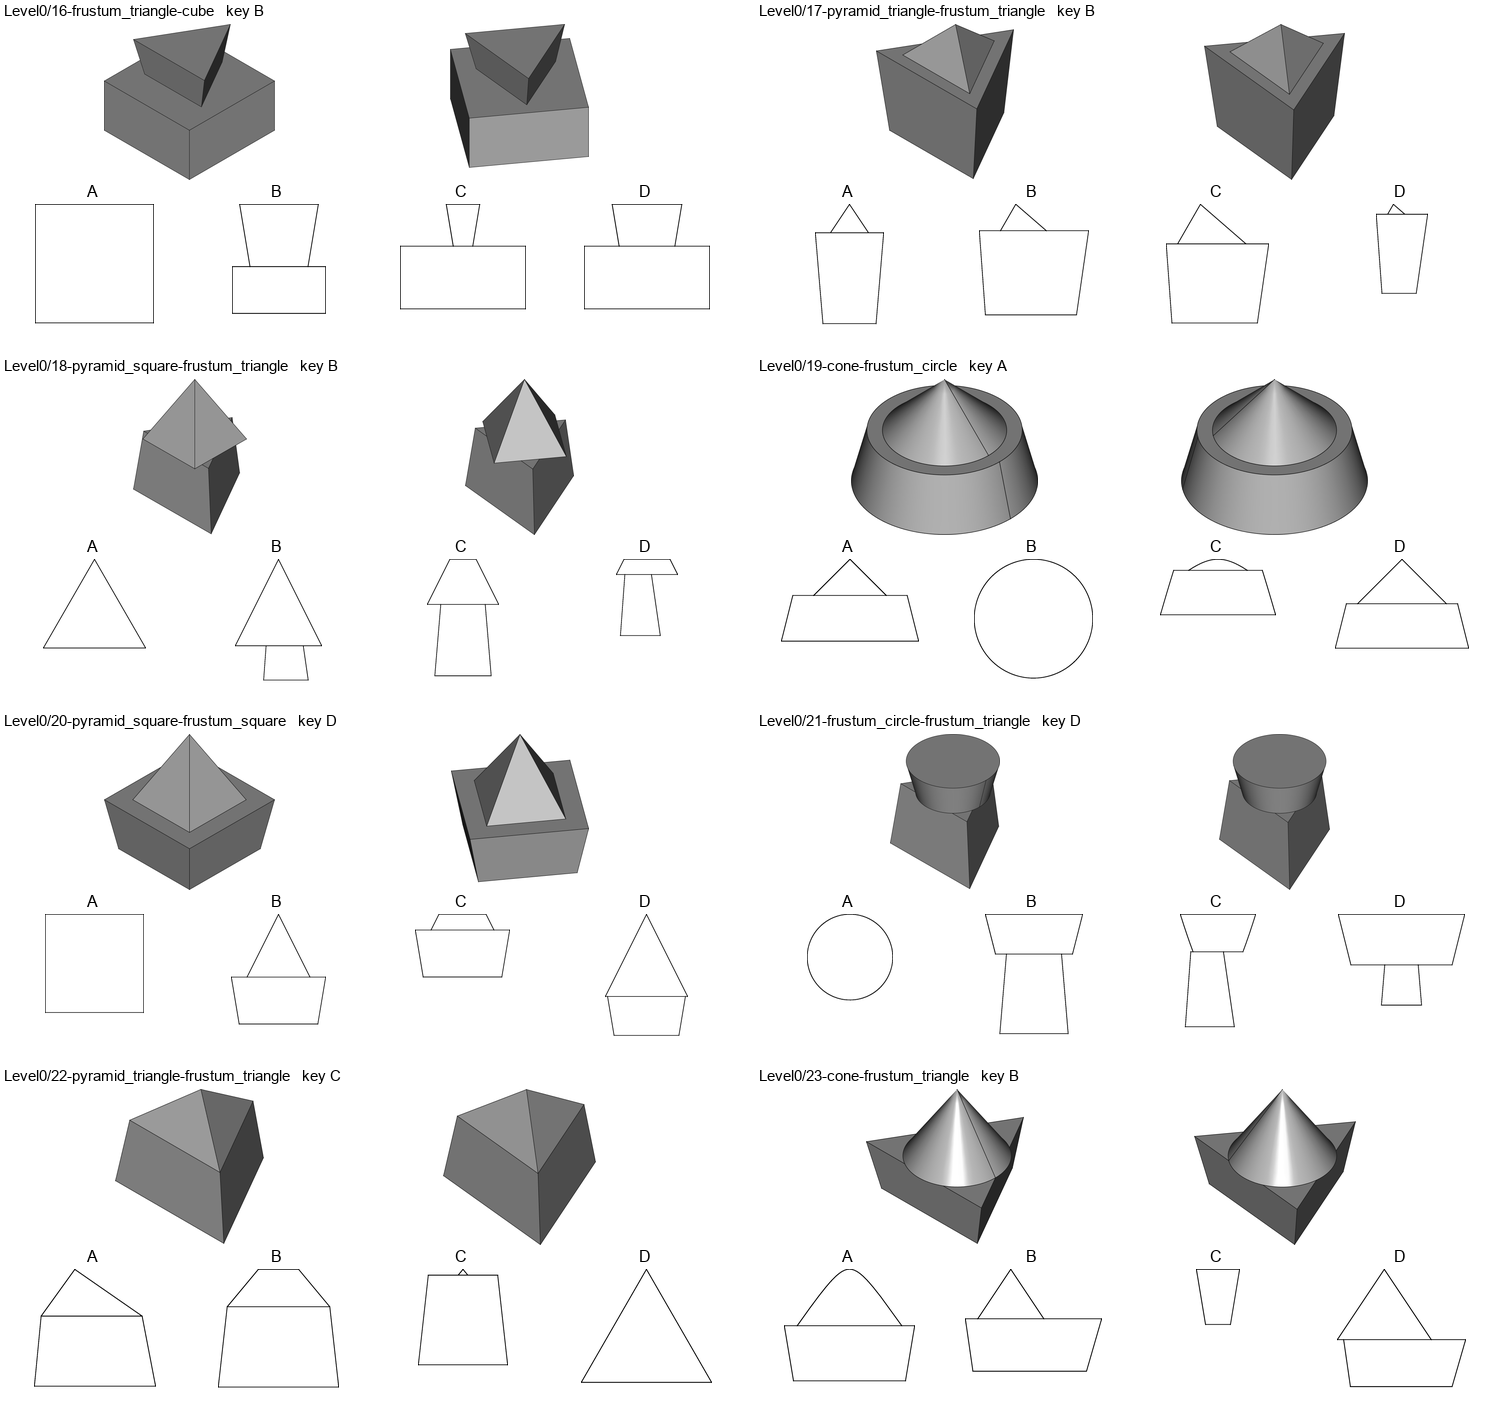 Level0/16-frustum_triangle-cube   key B
A B C D
Level0/17-pyramid_triangle-frustum_triangle   key B
A B C D
Level0/18-pyramid_square-frustum_triangle   key B
A B C D
Level0/19-cone-frustum_circle   key A
A B C D
Level0/20-pyramid_square-frustum_square   key D
A B C D
Level0/21-frustum_circle-frustum_triangle   key D
A B C D
Level0/22-pyramid_triangle-frustum_triangle   key C
A B C D
Level0/23-cone-frustum_triangle   key B
A B C D